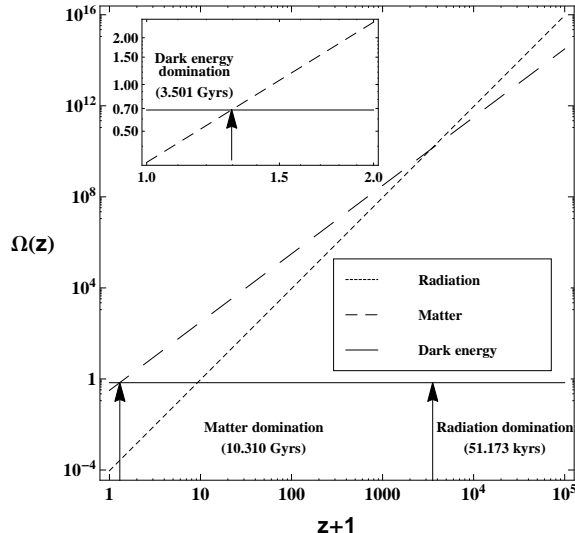 10^16
10^12
10^8
10^4
1
10^-4
Ω(z)
2.00
1.50
1.00
0.70
0.50
1.0
1.5
2.0
Dark energy
domination
(3.501 Gyrs)
Radiation
Matter
Dark energy
Matter domination
(10.310 Gyrs)
Radiation domination
(51.173 kyrs)
1
10
100
1000
10^4
10^5
z+1